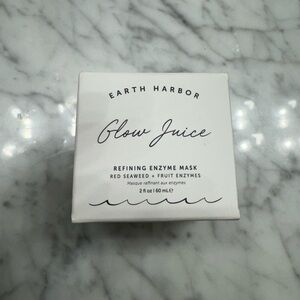 EARTH HARBOR
Glow Juice
REFINING ENZYME MASK
RED SEAWEED + FRUIT ENZYMES
Masque raffinant aux enzymes
2 fl oz | 60 mL ℮